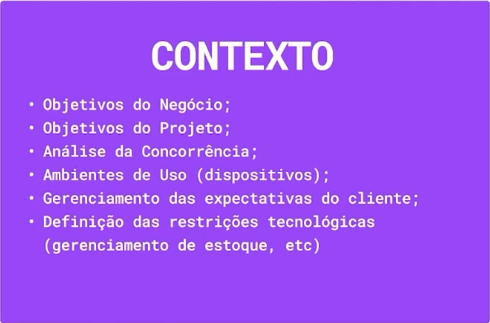 CONTEXTO
• Objetivos do Negócio;
• Objetivos do Projeto;
• Análise da Concorrência;
• Ambientes de Uso (dispositivos);
• Gerenciamento das expectativas do cliente;
• Definição das restrições tecnológicas
(gerenciamento de estoque, etc)